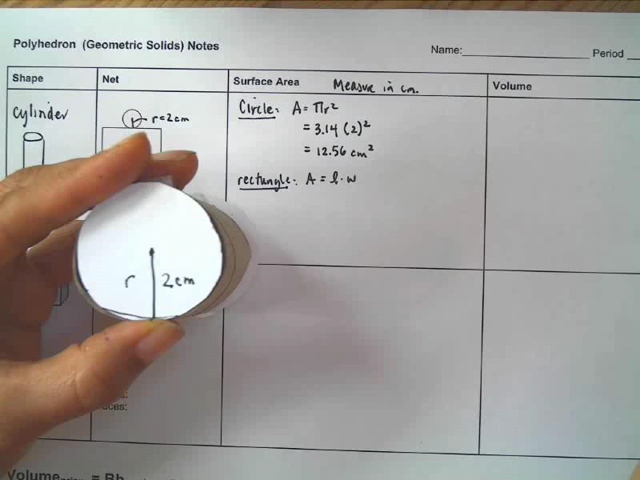 Polyhedron (Geometric Solids) Notes
Name: Period
Shape
Net
Surface Area Measure in cm.
Volume
cylinder
r=2cm
Circle: A = πr²
= 3.14 (2)²
= 12.56 cm²
rectangle: A = l·w
r 2cm
Volume = Bh